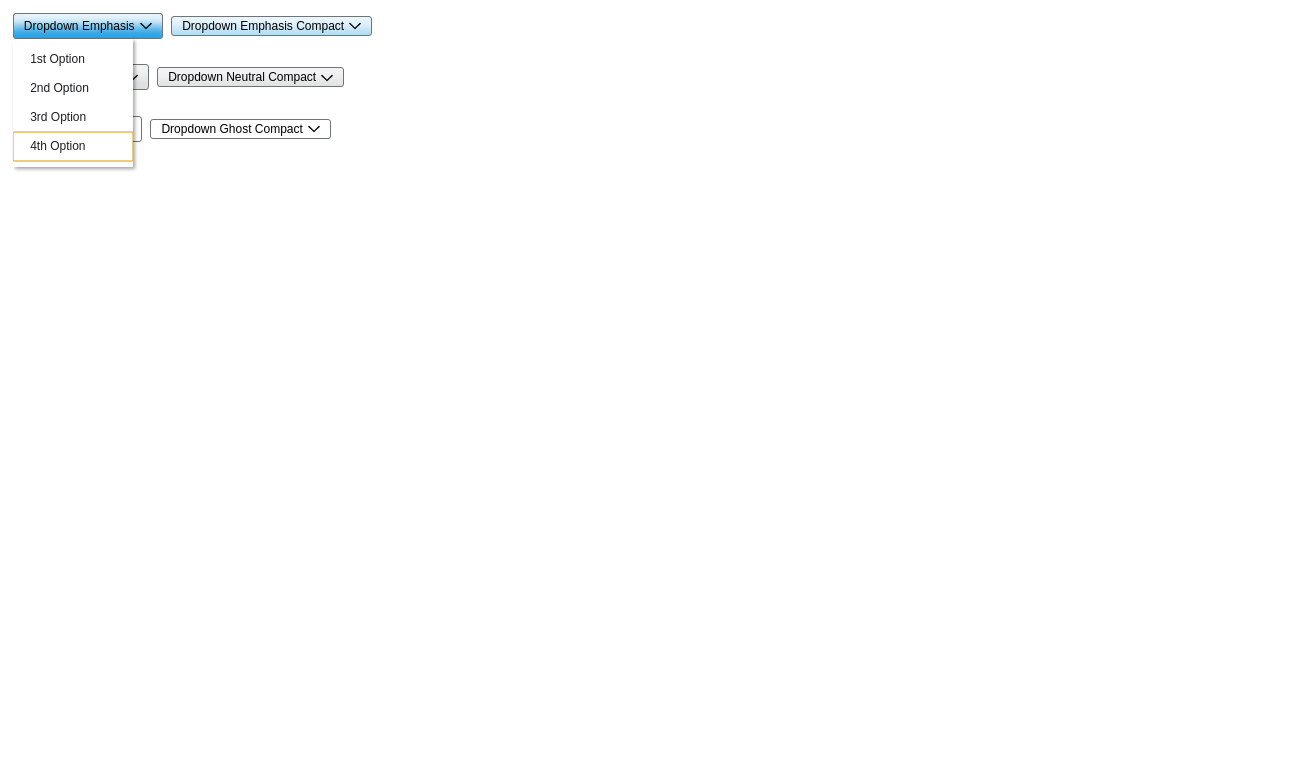 Dropdown Emphasis
Dropdown Emphasis Compact
1st Option
2nd Option
Dropdown Neutral Compact
3rd Option
Dropdown Ghost Compact
4th Option